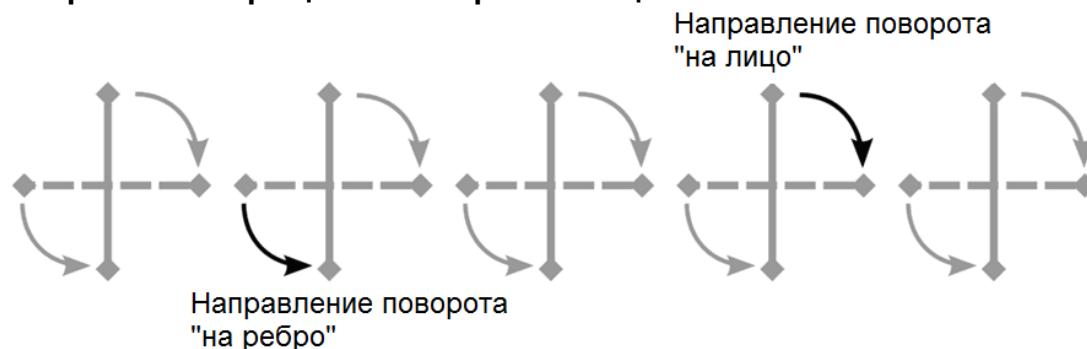 Направление поворота
"на лицо"
Направление поворота
"на ребро"